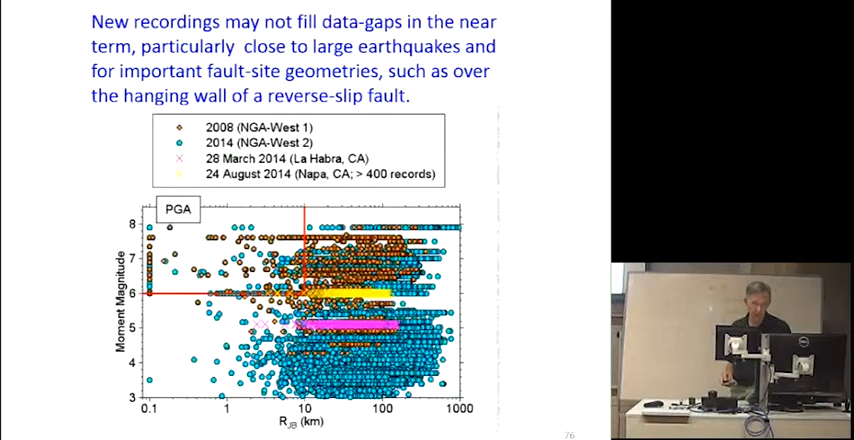 New recordings may not fill data-gaps in the near
term, particularly close to large earthquakes and
for important fault-site geometries, such as over
the hanging wall of a reverse-slip fault.
2008 (NGA-West 1)
2014 (NGA-West 2)
28 March 2014 (La Habra, CA)
24 August 2014 (Napa, CA; > 400 records)
PGA
8
7
6
5
4
3
Moment Magnitude
0.1 1 10 100 1000
RJB (km)
76
DELL